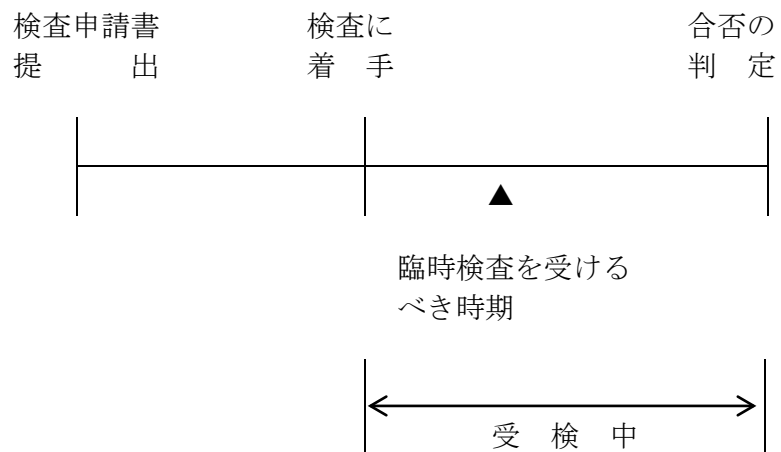 検査申請書
提出
検査に
着手
合否の
判定
▲
臨時検査を受ける
べき時期
受検中